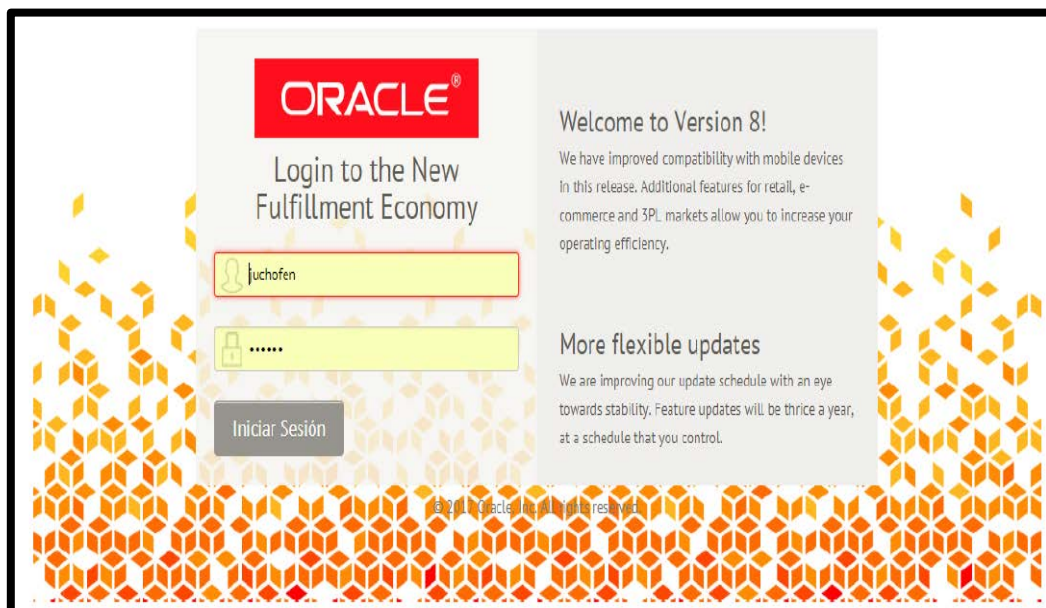 ORACLE®
Login to the New
Fulfillment Economy
juchofen
••••••
Iniciar Sesión
Welcome to Version 8!
We have improved compatibility with mobile devices
in this release. Additional features for retail, e-
commerce and 3PL markets allow you to increase your
operating efficiency.
More flexible updates
We are improving our update schedule with an eye
towards stability. Feature updates will be thrice a year,
at a schedule that you control.
© 2017 Oracle, Inc. All rights reserved.